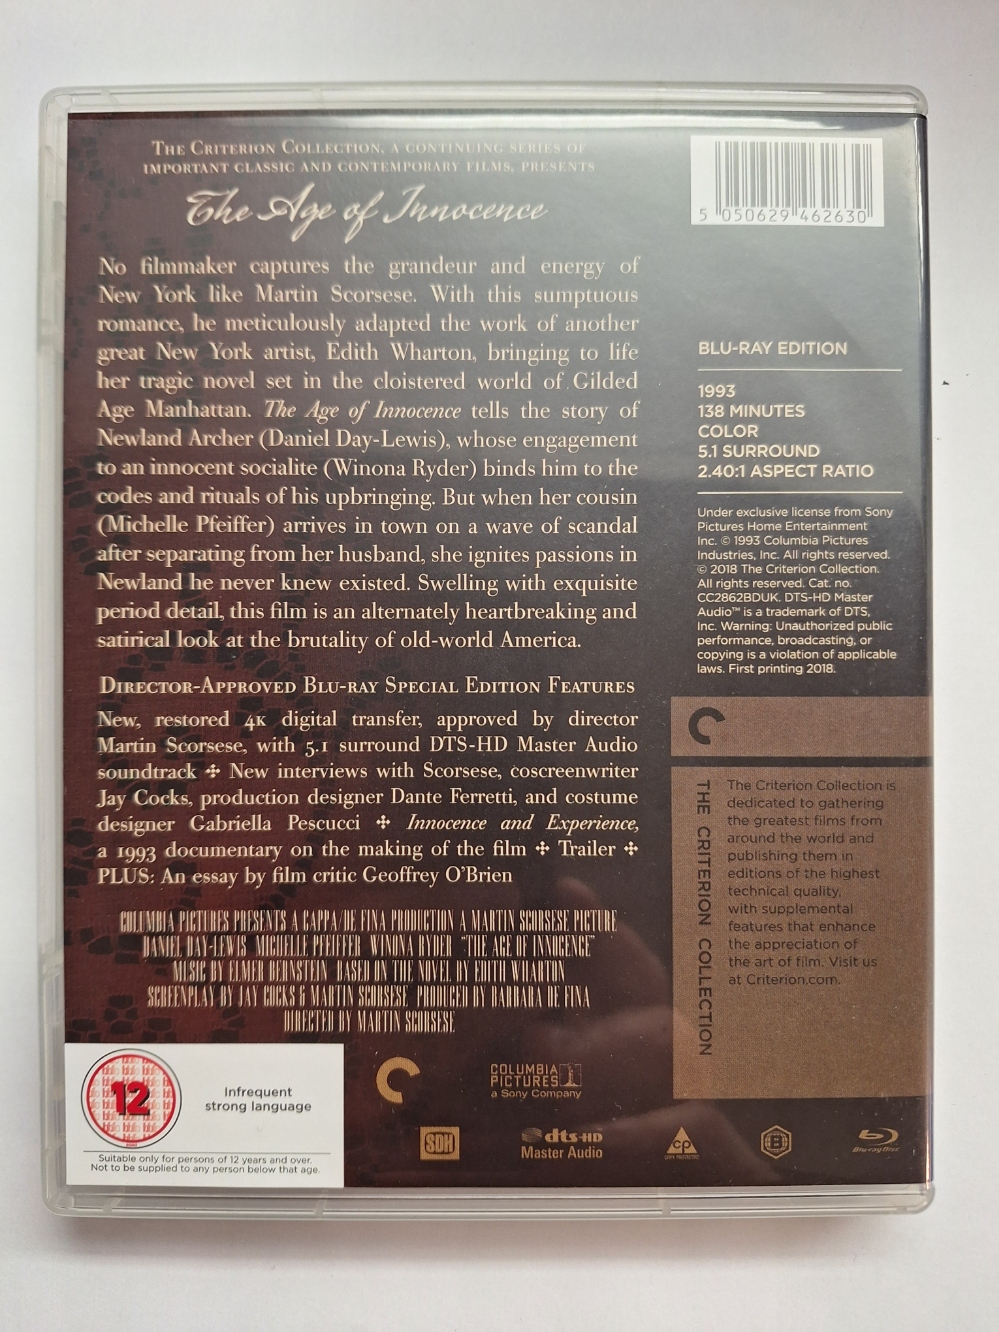 THE CRITERION COLLECTION, A CONTINUING SERIES OF
IMPORTANT CLASSIC AND CONTEMPORARY FILMS, PRESENTS
The Age of Innocence
No filmmaker captures the grandeur and energy of
New York like Martin Scorsese. With this sumptuous
romance, he meticulously adapted the work of another
great New York artist, Edith Wharton, bringing to life
her tragic novel set in the cloistered world of Gilded
Age Manhattan. The Age of Innocence tells the story of
Newland Archer (Daniel Day-Lewis), whose engagement
to an innocent socialite (Winona Ryder) binds him to the
codes and rituals of his upbringing. But when her cousin
(Michelle Pfeiffer) arrives in town on a wave of scandal
after separating from her husband, she ignites passions in
Newland he never knew existed. Swelling with exquisite
period detail, this film is an alternately heartbreaking and
satirical look at the brutality of old-world America.
DIRECTOR-APPROVED BLU-RAY SPECIAL EDITION FEATURES
New, restored 4K digital transfer, approved by director
Martin Scorsese, with 5.1 surround DTS-HD Master Audio
soundtrack ✣ New interviews with Scorsese, coscreenwriter
Jay Cocks, production designer Dante Ferretti, and costume
designer Gabriella Pescucci ✣ Innocence and Experience,
a 1993 documentary on the making of the film ✣ Trailer ✣
PLUS: An essay by film critic Geoffrey O'Brien
COLUMBIA PICTURES PRESENTS A CAPPA/DE FINA PRODUCTION A MARTIN SCORSESE PICTURE
DANIEL DAY-LEWIS MICHELLE PFEIFFER WINONA RYDER "THE AGE OF INNOCENCE"
MUSIC BY ELMER BERNSTEIN BASED ON THE NOVEL BY EDITH WHARTON
SCREENPLAY BY JAY COCKS & MARTIN SCORSESE PRODUCED BY BARBARA DE FINA
DIRECTED BY MARTIN SCORSESE
5 050629 462630
BLU-RAY EDITION
1993
138 MINUTES
COLOR
5.1 SURROUND
2.40:1 ASPECT RATIO
Under exclusive license from Sony
Pictures Home Entertainment
Inc. © 1993 Columbia Pictures
Industries, Inc. All rights reserved.
© 2018 The Criterion Collection.
All rights reserved. Cat. no.
CC2862BDUK. DTS-HD Master
Audio™ is a trademark of DTS,
Inc. Warning: Unauthorized public
performance, broadcasting, or
copying is a violation of applicable
laws. First printing 2018.
THE CRITERION COLLECTION
The Criterion Collection is
dedicated to gathering
the greatest films from
around the world and
publishing them in
editions of the highest
technical quality,
with supplemental
features that enhance
the appreciation of
the art of film. Visit us
at Criterion.com.
12
Infrequent
strong language
Suitable only for persons of 12 years and over.
Not to be supplied to any person below that age.
COLUMBIA
PICTURES
a Sony Company
SDH
dts-HD
Master Audio
cp
B
Blu-ray Disc